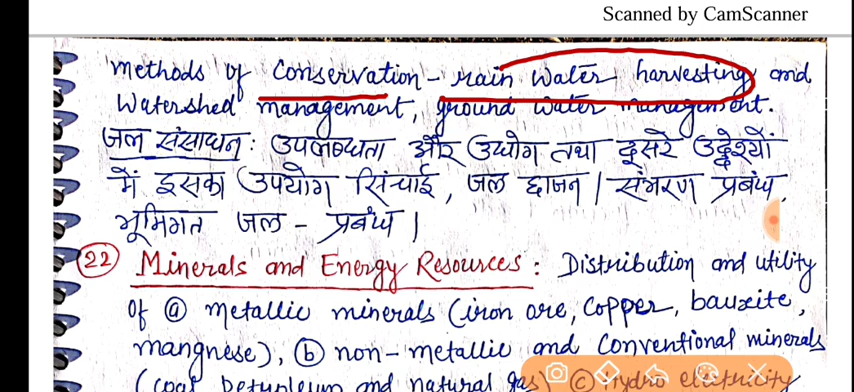 Scanned by CamScanner
methods of Conservation - rain Water harvesting and
Watershed management, ground water management.
जल संसाधन : उपलब्धता और उद्योग तथा दूसरे उद्देश्यों
में इसका उपयोग सिंचाई, जल छाजन / संभरण प्रबंध,
भूमिगत जल - प्रबंध |
22 Minerals and Energy Resources : Distribution and utility
of (a) metallic minerals (iron ore, copper, bauxite,
mangnese), (b) non-metallic and conventional minerals
(coal, petunleum and natural gas) (c) hydro electricity